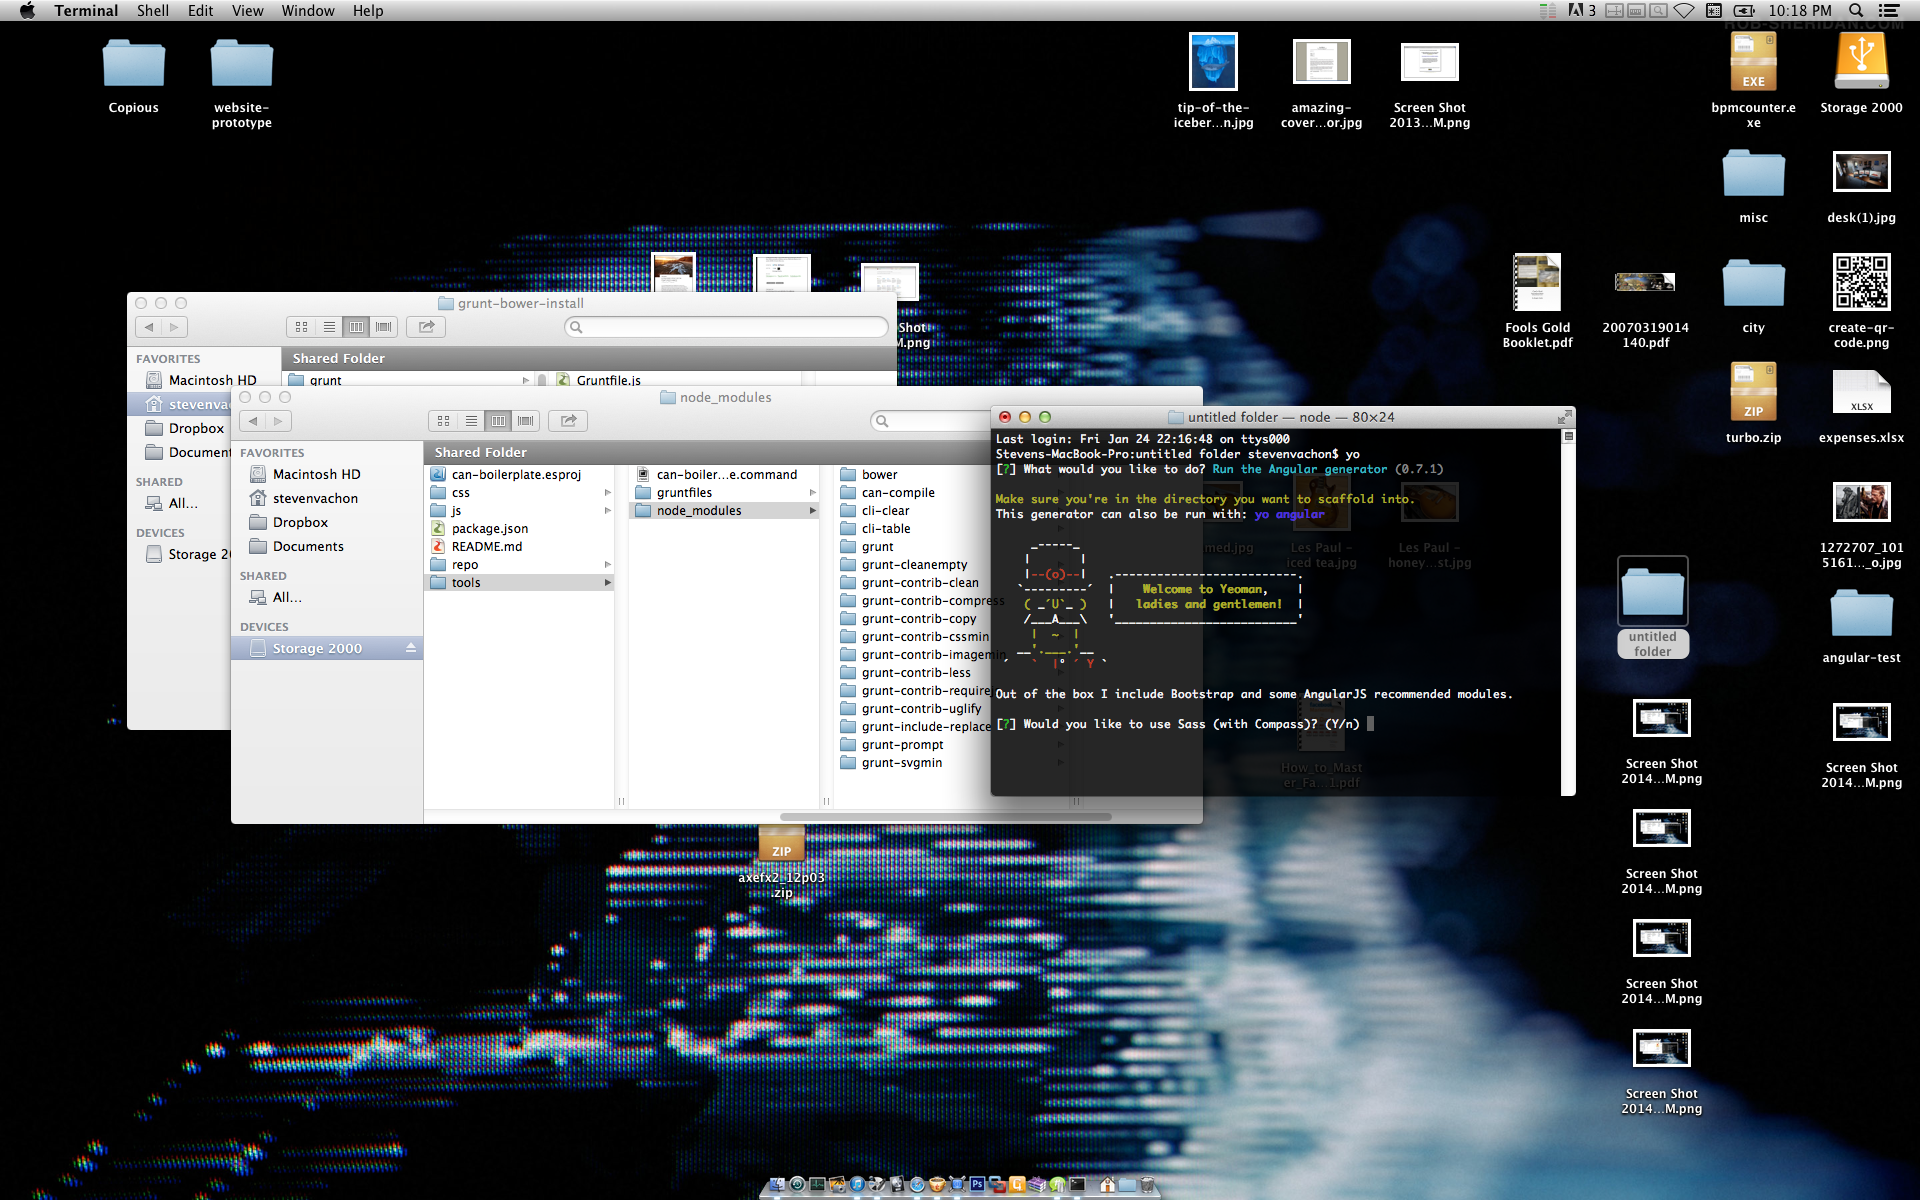 Terminal Shell Edit View Window Help
3
10:18 PM
ROB-SHERIDAN.COM
Copious
website-
prototype
tip-of-the-
iceber...n.jpg
amazing-
cover...or.jpg
Screen Shot
2013...M.png
EXE
bpmcounter.e
xe
Storage 2000
misc
desk(1).jpg
Fools Gold
Booklet.pdf
20070319014
140.pdf
city
create-qr-
code.png
ZIP
turbo.zip
XLSX
expenses.xlsx
1272707_101
5161..._o.jpg
untitled
folder
angular-test
Screen Shot
2014...M.png
Screen Shot
2014...M.png
Screen Shot
2014...M.png
Screen Shot
2014...M.png
Screen Shot
2014...M.png
Shot
M.png
grunt-bower-install
FAVORITES
Macintosh HD
stevenvac
Dropbox
Documen
SHARED
All...
DEVICES
Storage 2
Shared Folder
grunt
Gruntfile.js
node_modules
FAVORITES
Macintosh HD
stevenvachon
Dropbox
Documents
SHARED
All...
DEVICES
Storage 2000
Shared Folder
can-boilerplate.esproj
css
js
package.json
README.md
repo
tools
can-boiler...e.command
gruntfiles
node_modules
bower
can-compile
cli-clear
cli-table
grunt
grunt-cleanempty
grunt-contrib-clean
grunt-contrib-compress
grunt-contrib-copy
grunt-contrib-cssmin
grunt-contrib-imagemin
grunt-contrib-less
grunt-contrib-require
grunt-contrib-uglify
grunt-include-replace
grunt-prompt
grunt-svgmin
untitled folder — node — 80×24
Last login: Fri Jan 24 22:16:48 on ttys000
Stevens-MacBook-Pro:untitled folder stevenvachon$ yo
[?] What would you like to do? Run the Angular generator (0.7.1)
Make sure you're in the directory you want to scaffold into.
This generator can also be run with: yo angular
Welcome to Yeoman,
ladies and gentlemen!
Out of the box I include Bootstrap and some AngularJS recommended modules.
[?] Would you like to use Sass (with Compass)? (Y/n)
med.jpg
Les Paul -
iced tea.jpg
Les Paul -
honey...st.jpg
How_to_Mast
er_Fa...1.pdf
ZIP
axefx2_12p03
.zip
Ps